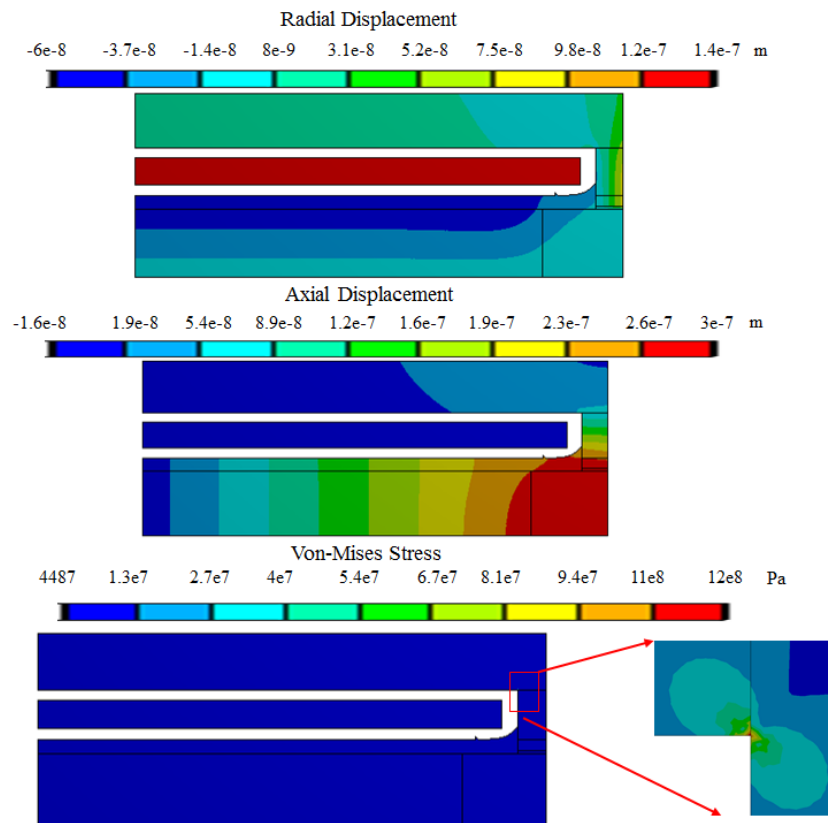 Radial Displacement
-6e-8 -3.7e-8 -1.4e-8 8e-9 3.1e-8 5.2e-8 7.5e-8 9.8e-8 1.2e-7 1.4e-7 m
Axial Displacement
-1.6e-8 1.9e-8 5.4e-8 8.9e-8 1.2e-7 1.6e-7 1.9e-7 2.3e-7 2.6e-7 3e-7 m
Von-Mises Stress
4487 1.3e7 2.7e7 4e7 5.4e7 6.7e7 8.1e7 9.4e7 11e8 12e8 Pa